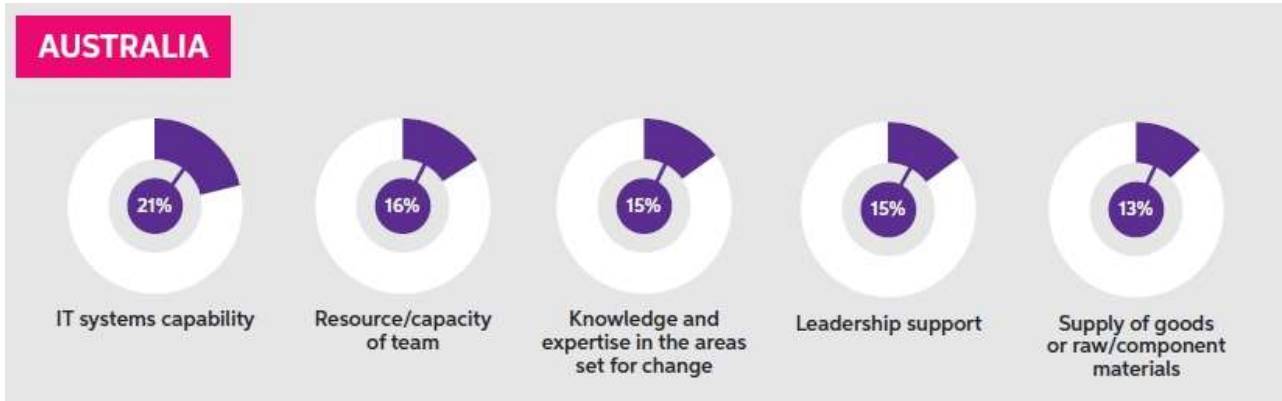 AUSTRALIA
21%
16%
15%
15%
13%
IT systems capability
Resource/capacity
of team
Knowledge and
expertise in the areas
set for change
Leadership support
Supply of goods
or raw/component
materials